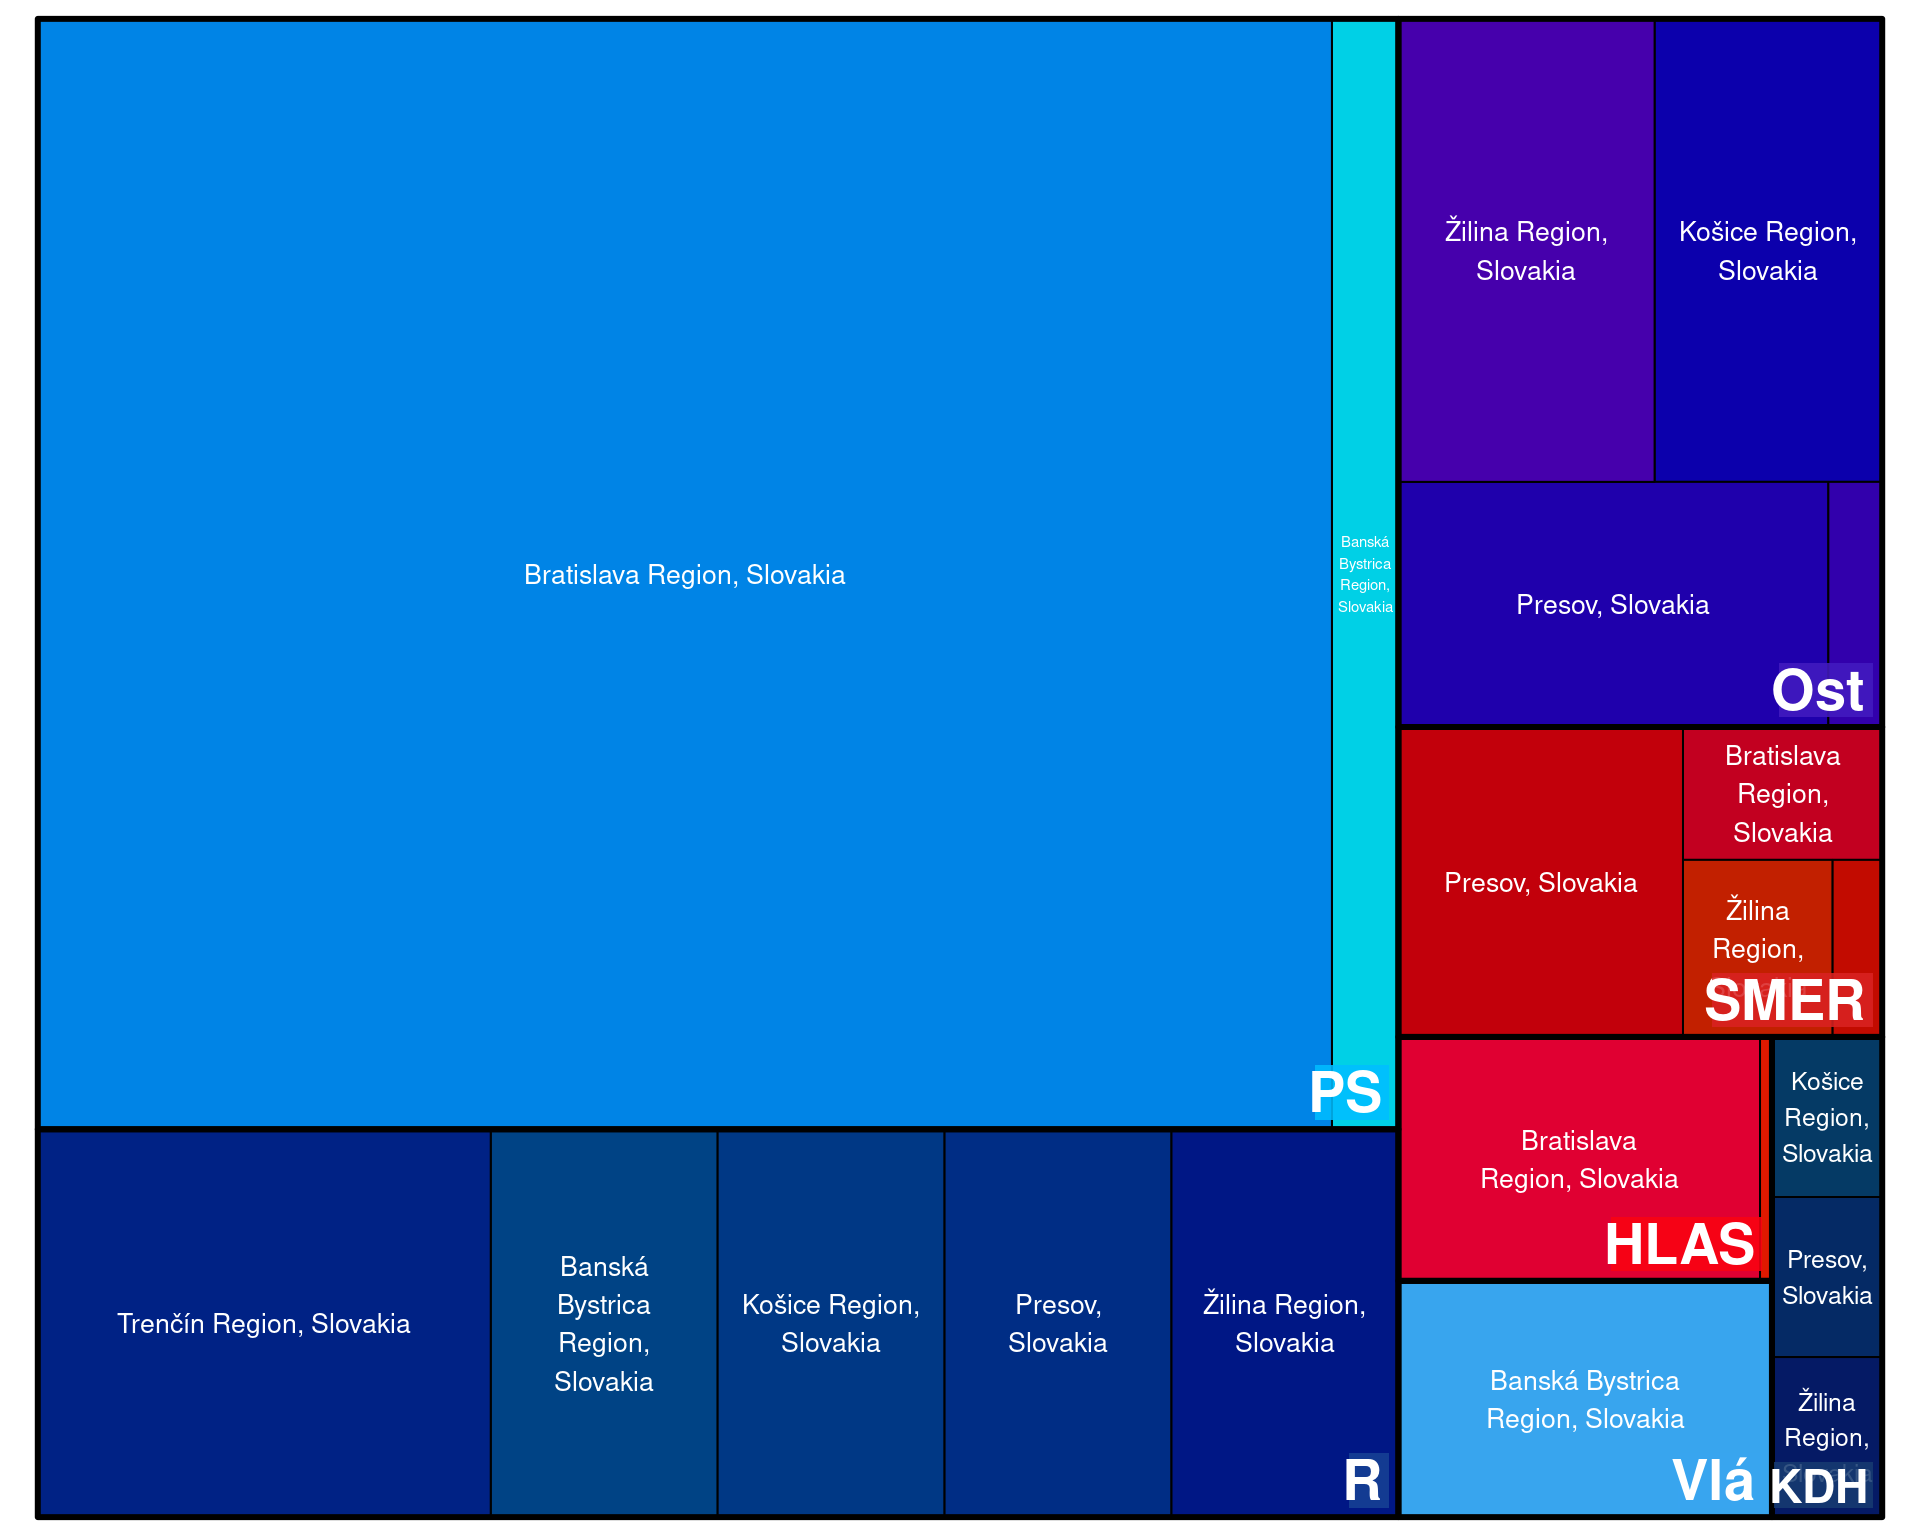 Bratislava Region, Slovakia
Banská
Bystrica
Region,
Slovakia
PS
Trenčín Region, Slovakia
Banská
Bystrica
Region,
Slovakia
Košice Region,
Slovakia
Presov,
Slovakia
Žilina Region,
Slovakia
R
Žilina Region,
Slovakia
Košice Region,
Slovakia
Presov, Slovakia
Ost
Presov, Slovakia
Bratislava
Region,
Slovakia
Žilina
Region,
SMER
Bratislava
Region, Slovakia
HLAS
Banská Bystrica
Region, Slovakia
Vlá
Košice
Region,
Slovakia
Presov,
Slovakia
Žilina
Region,
KDH